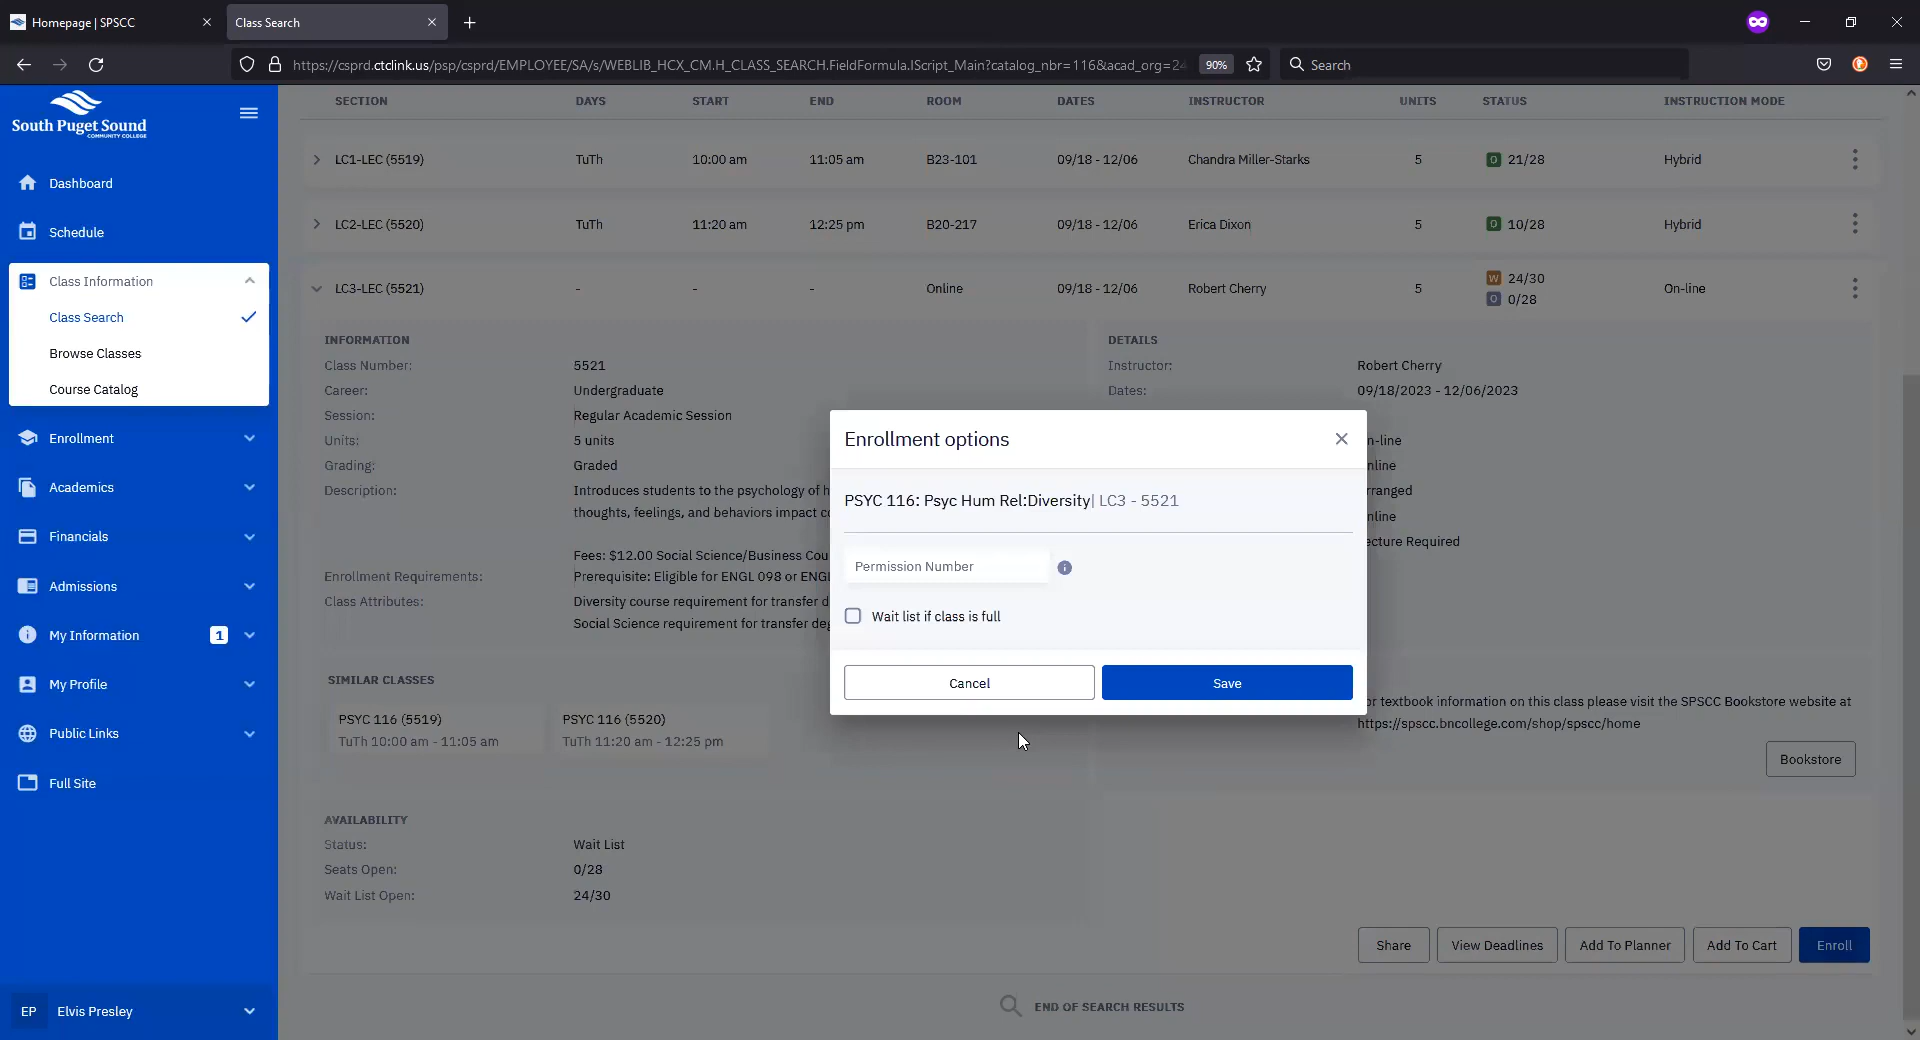 Homepage | SPSCC
Class Search
https://csprd.ctclink.us/psp/csprd/EMPLOYEE/SA/s/WEBLIB_HCX_CM.H_CLASS_SEARCH.FieldFormula.IScript_Main?catalog_nbr=116&acad_org=24
90%
Search
South Puget Sound
COMMUNITY COLLEGE
Dashboard
Schedule
Class Information
Class Search
Browse Classes
Course Catalog
Enrollment
Academics
Financials
Admissions
My Information 1
My Profile
Public Links
Full Site
EP Elvis Presley
SECTION DAYS START END ROOM DATES INSTRUCTOR UNITS STATUS INSTRUCTION MODE
LC1-LEC (5519) TuTh 10:00 am 11:05 am B23-101 09/18 - 12/06 Chandra Miller-Starks 5 O 21/28 Hybrid
LC2-LEC (5520) TuTh 11:20 am 12:25 pm B20-217 09/18 - 12/06 Erica Dixon 5 O 10/28 Hybrid
LC3-LEC (5521) - - - Online 09/18 - 12/06 Robert Cherry 5 W 24/30 On-line
O 0/28
INFORMATION
Class Number: 5521
Career: Undergraduate
Session: Regular Academic Session
Units: 5 units
Grading: Graded
Description: Introduces students to the psychology of h
thoughts, feelings, and behaviors impact co
Fees: $12.00 Social Science/Business Cou
Enrollment Requirements: Prerequisite: Eligible for ENGL 098 or ENGL
Class Attributes: Diversity course requirement for transfer d
Social Science requirement for transfer deg
DETAILS
Instructor: Robert Cherry
Dates: 09/18/2023 - 12/06/2023
n-line
nline
rranged
nline
ecture Required
Enrollment options
PSYC 116: Psyc Hum Rel:Diversity| LC3 - 5521
Permission Number
Wait list if class is full
Cancel
Save
SIMILAR CLASSES
PSYC 116 (5519)
TuTh 10:00 am - 11:05 am
PSYC 116 (5520)
TuTh 11:20 am - 12:25 pm
or textbook information on this class please visit the SPSCC Bookstore website at
https://spscc.bncollege.com/shop/spscc/home
Bookstore
AVAILABILITY
Status: Wait List
Seats Open: 0/28
Wait List Open: 24/30
Share
View Deadlines
Add To Planner
Add To Cart
Enroll
END OF SEARCH RESULTS